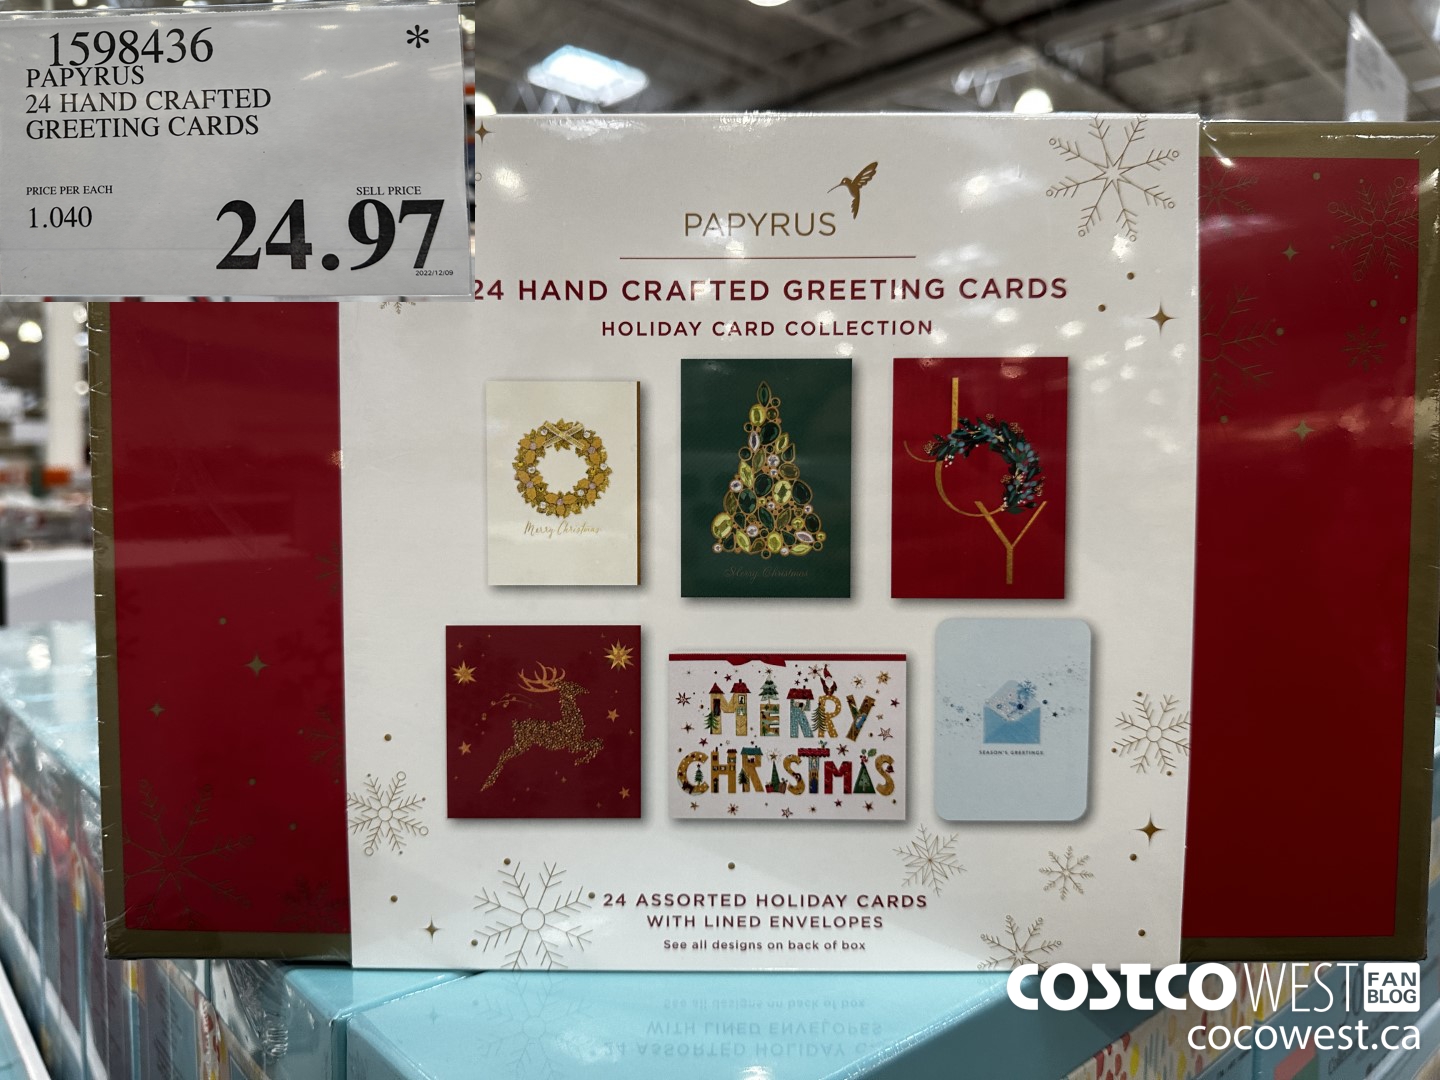 1598436 *
PAPYRUS
24 HAND CRAFTED
GREETING CARDS
PRICE PER EACH
1.040
SELL PRICE
24.97
2022/12/09
PAPYRUS
24 HAND CRAFTED GREETING CARDS
HOLIDAY CARD COLLECTION
Merry Christmas
Merry Christmas
JOY
MERRY
CHRISTMAS
SEASON'S GREETINGS
24 ASSORTED HOLIDAY CARDS
WITH LINED ENVELOPES
See all designs on back of box
COSTCO WEST FAN BLOG
cocowest.ca